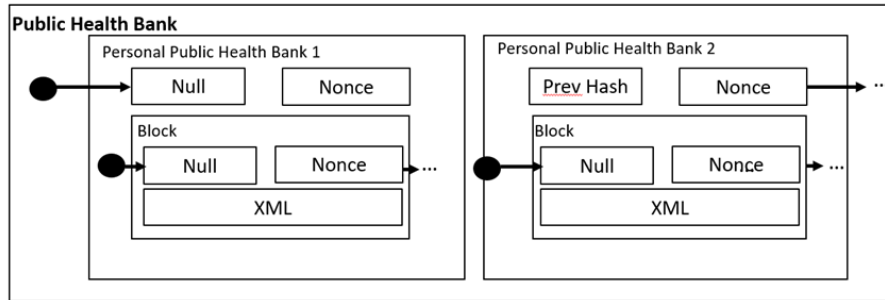 Public Health Bank
Personal Public Health Bank 1
Null
Nonce
Block
Null
Nonce
...
XML
Personal Public Health Bank 2
Prev Hash
Nonce
...
Block
Null
Nonce
...
XML